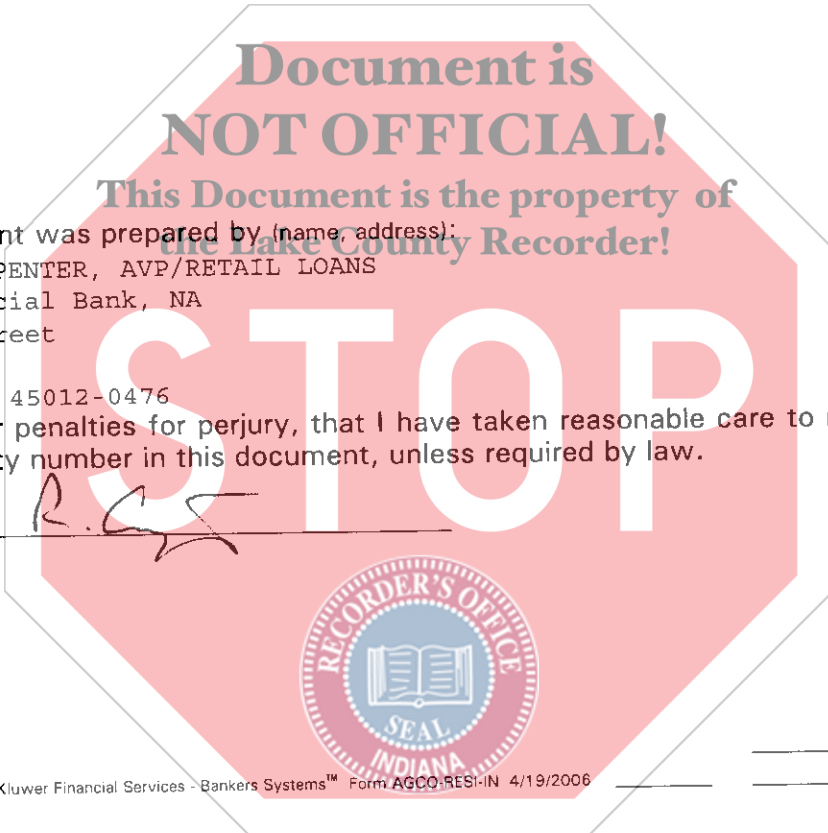 Document is
NOT OFFICIAL!
This Document is the property of
the Lake County Recorder!
nt was prepared by (name, address):
PENTER, AVP/RETAIL LOANS
cial Bank, NA
reet
45012-0476
penalties for perjury, that I have taken reasonable care to
y number in this document, unless required by law.
STOP
R.
RECORDER'S OFFICE
SEAL
INDIANA
Kluwer Financial Services - Bankers Systems™ Form AGCO-RESI-IN 4/19/2006